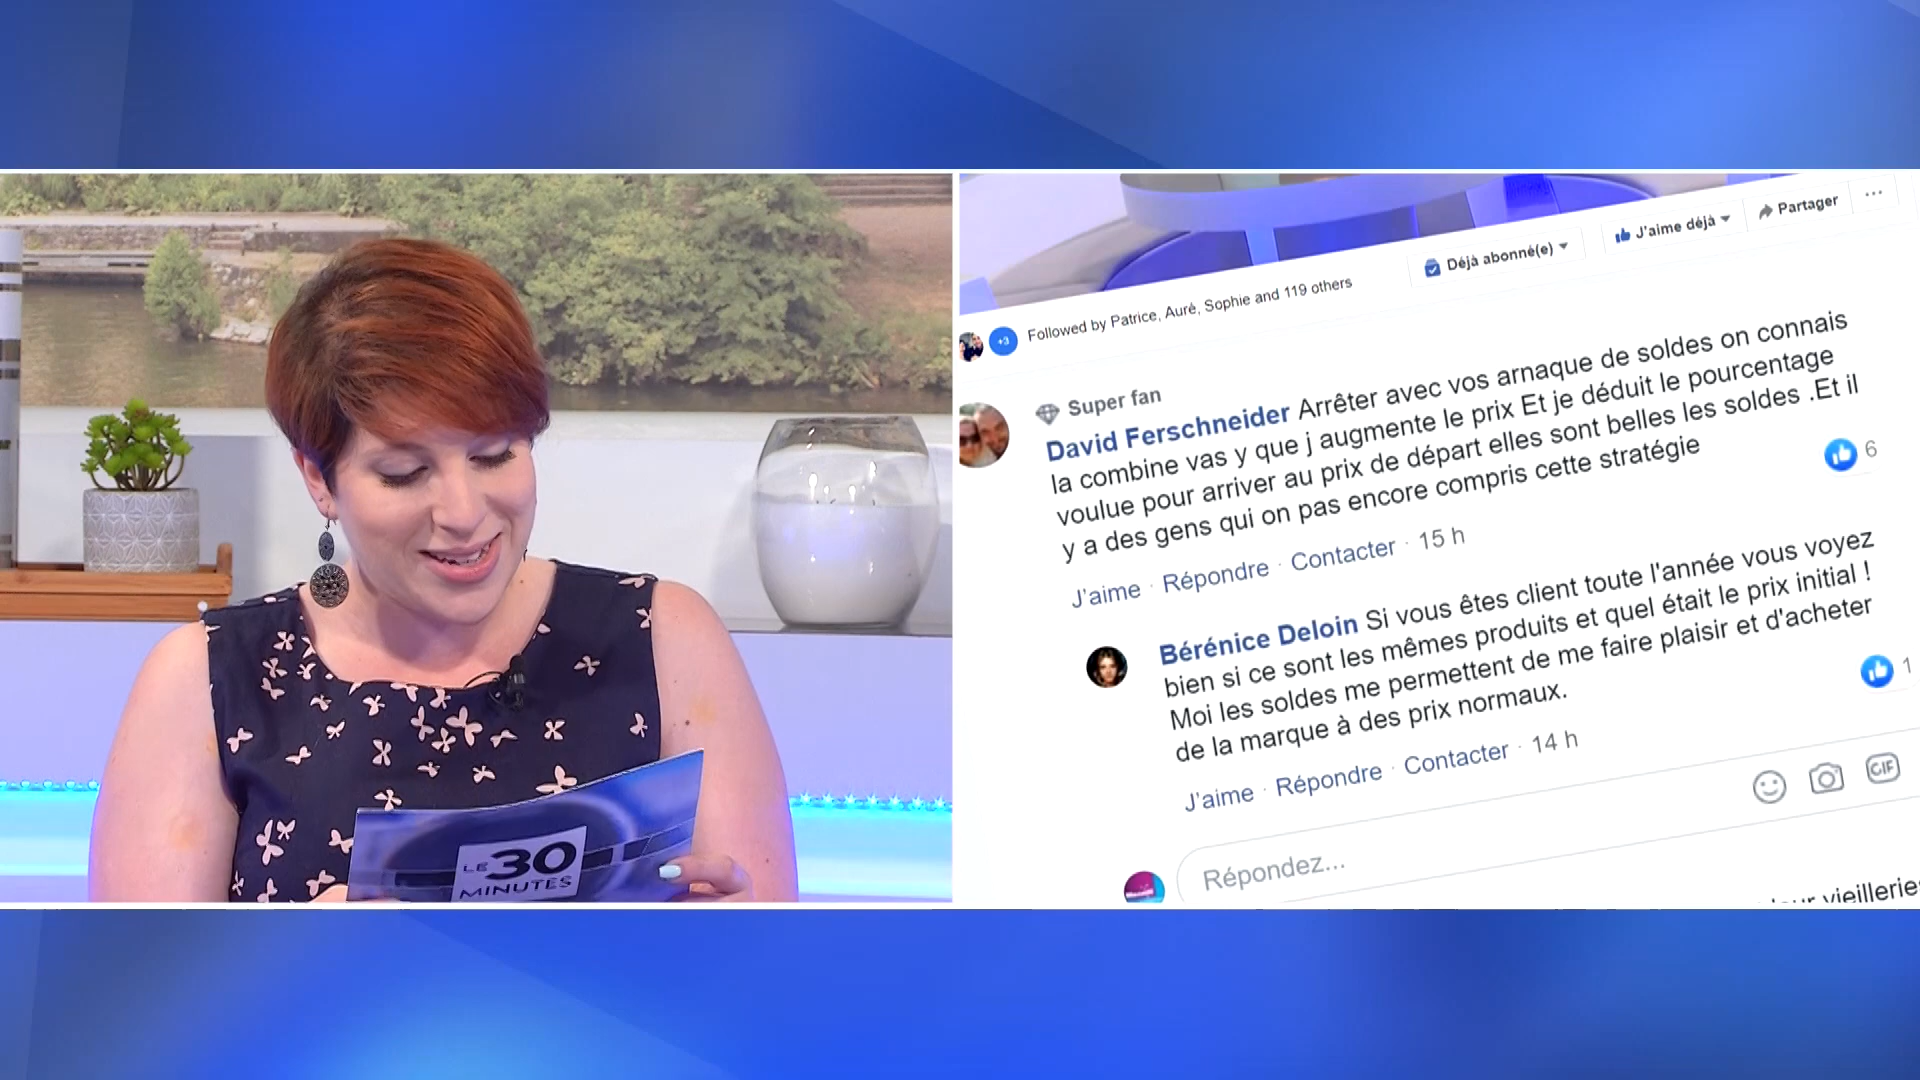 LE 30
MINUTES
Déjà abonné(e)
J'aime déjà
Partager
+3
Followed by Patrice, Auré, Sophie and 119 others
Super fan
David Ferschneider Arrêter avec vos arnaque de soldes on connais
la combine vas y que j augmente le prix Et je déduit le pourcentage
voulue pour arriver au prix de départ elles sont belles les soldes .Et il
y a des gens qui on pas encore compris cette stratégie
6
J'aime · Répondre · Contacter · 15 h
Bérénice Deloin Si vous êtes client toute l'année vous voyez
bien si ce sont les mêmes produits et quel était le prix initial !
Moi les soldes me permettent de me faire plaisir et d'acheter
de la marque à des prix normaux.
1
J'aime · Répondre · Contacter · 14 h
GIF
Répondez...